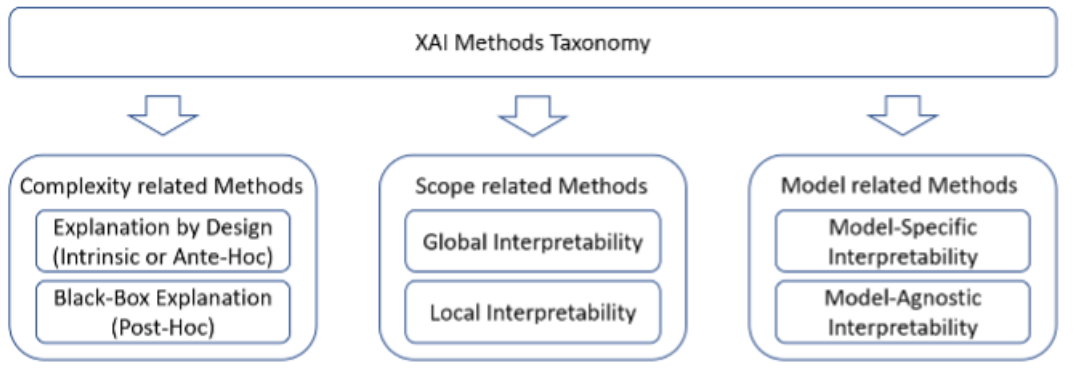 XAI Methods Taxonomy
Complexity related Methods
Explanation by Design
(Intrinsic or Ante-Hoc)
Black-Box Explanation
(Post-Hoc)
Scope related Methods
Global Interpretability
Local Interpretability
Model related Methods
Model-Specific
Interpretability
Model-Agnostic
Interpretability